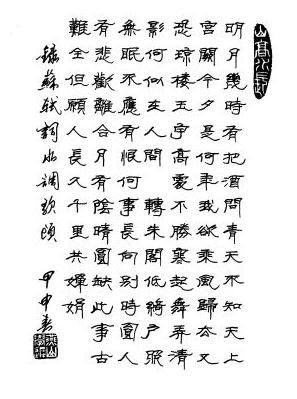 山高水長
明月幾時有把酒問青天不知天上
宮闕今夕是何年我欲乘風歸去又
恐瓊樓玉宇高處不勝寒起舞弄清
影何似在人間 轉朱閣低綺戶照
無眠不應有恨何事長向別時圓人
有悲歡離合月有陰晴圓缺此事古
難全但願人長久千里共嬋娟
錄蘇軾詞水調歌頭 甲申春